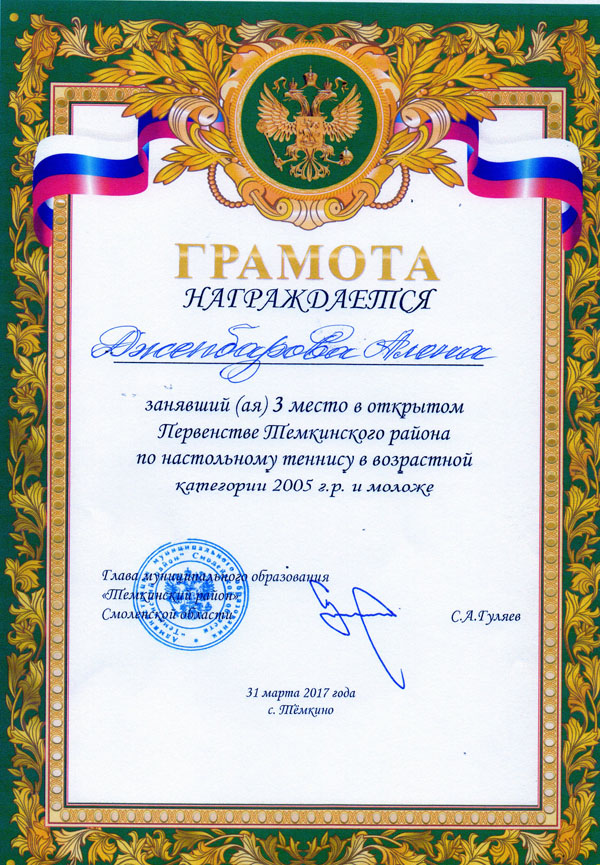 ГРАМОТА
НАГРАЖДАЕТСЯ
Дженбарова Алена
занявший (ая) 3 место в открытом
Первенстве Темкинского района
по настольному теннису в возрастной
категории 2005 г.р. и моложе
Глава муниципального образования
«Темкинский район»
Смоленской области
С.А.Гуляев
31 марта 2017 года
с. Тёмкино